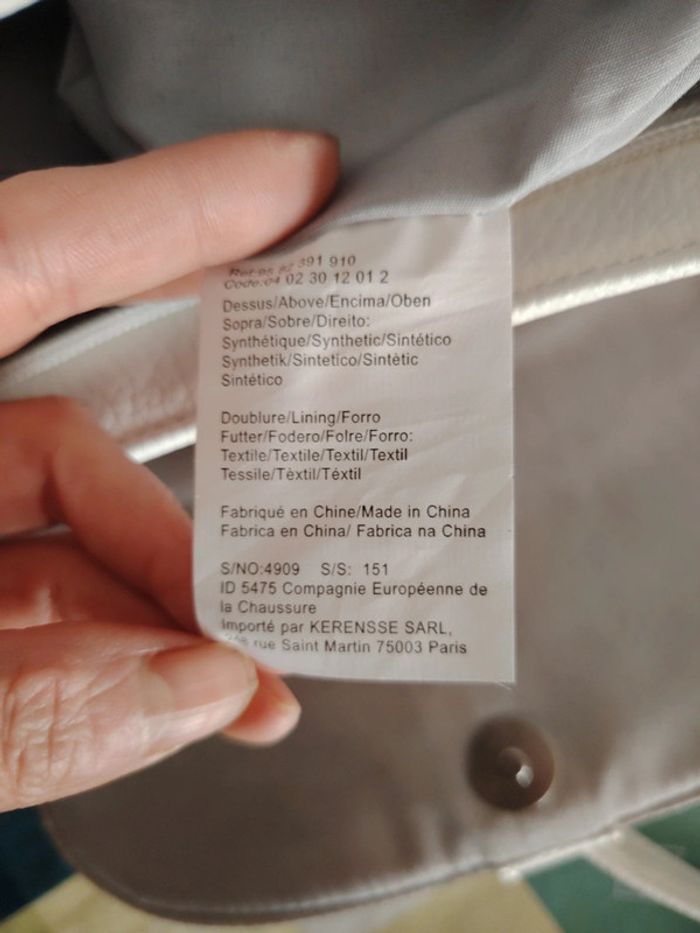 391 910
Code:04 02 30 12 01 2
Dessus/Above/Encima/Oben
Sopra/Sobre/Direito:
Synthétique/Synthetic/Sintético
Synthetik/Sintetico/Sintètic
Sintético
Doublure/Lining/Forro
Futter/Fodero/Folre/Forro:
Textile/Textile/Textil/Textil
Tessile/Tèxtil/Téxtil
Fabriqué en Chine/Made in China
Fabrica en China/ Fabrica na China
S/NO:4909 S/S: 151
ID 5475 Compagnie Européenne de
la Chaussure
Importé par KERENSSE SARL,
rue Saint Martin 75003 Paris